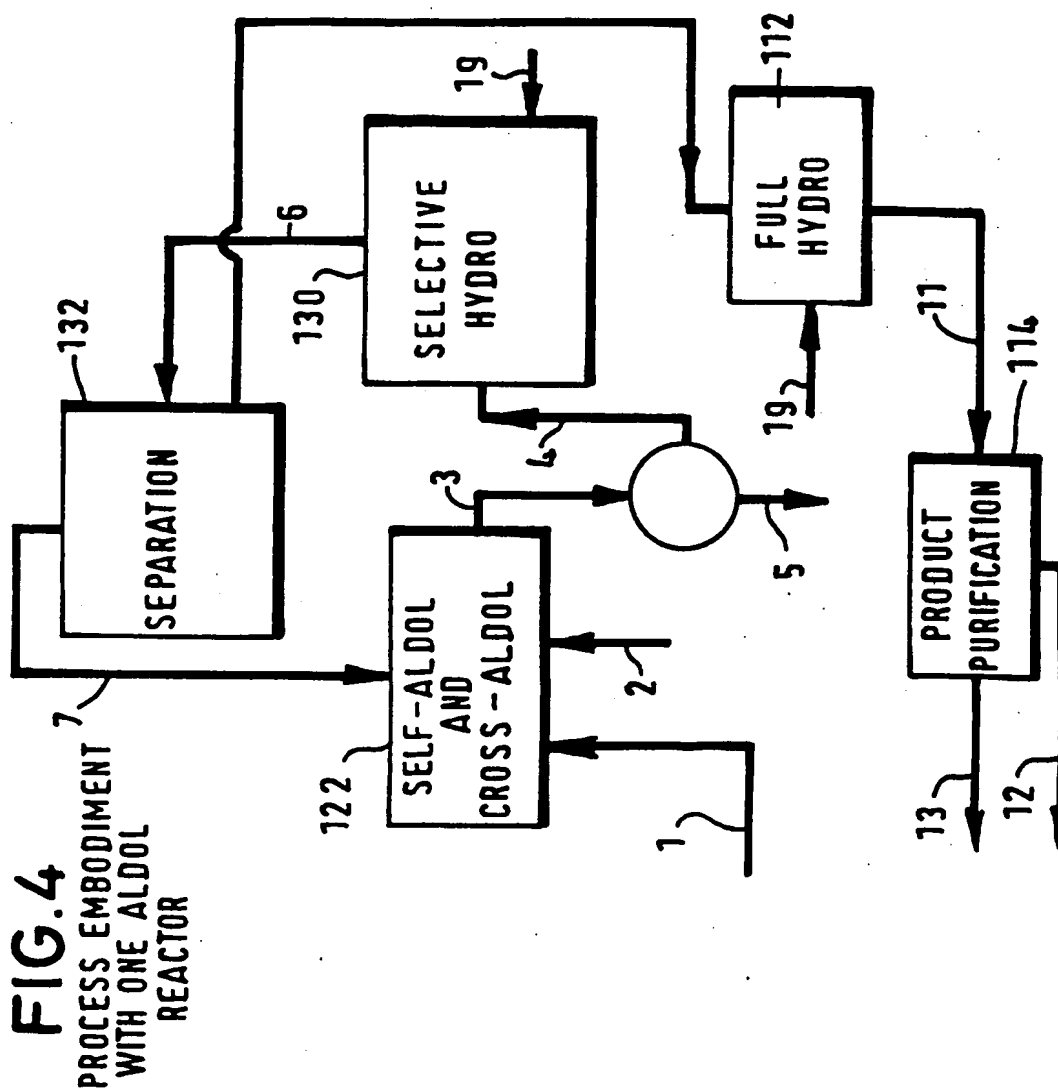 FIG.4
PROCESS EMBODIMENT
WITH ONE ALDOL
REACTOR
7
132
SEPARATION
6
130
SELECTIVE
HYDRO
19
122
SELF-ALDOL
AND
CROSS-ALDOL
3
4
5
1
2
FULL
HYDRO
112
19
11
114
PRODUCT
PURIFICATION
13
12